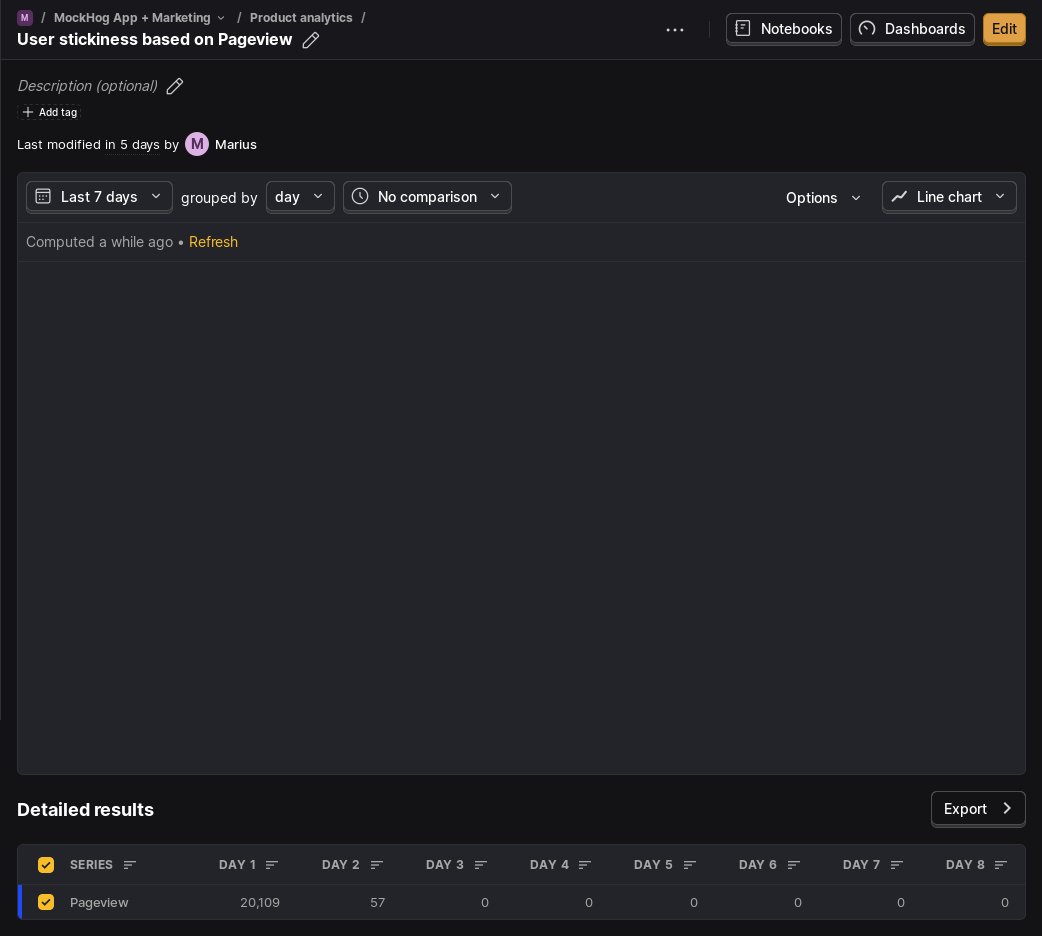 M / MockHog App + Marketing / Product analytics /
User stickiness based on Pageview
Notebooks
Dashboards
Edit
Description (optional)
Add tag
Last modified in 5 days by M Marius
Last 7 days grouped by day No comparison Options Line chart
Computed a while ago • Refresh
Detailed results
Export
SERIES DAY 1 DAY 2 DAY 3 DAY 4 DAY 5 DAY 6 DAY 7 DAY 8
Pageview 20,109 57 0 0 0 0 0 0